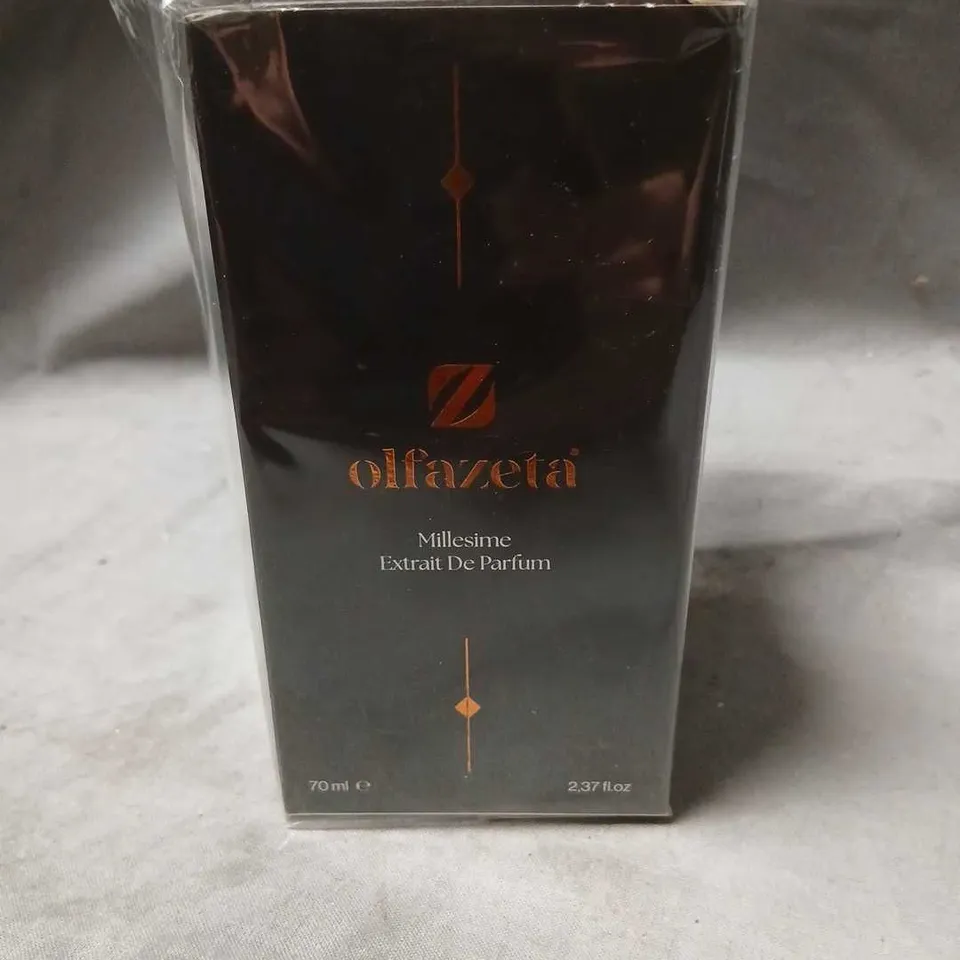 olfazeta®
Millesime
Extrait De Parfum
70 ml ℮
2,37 fl.oz